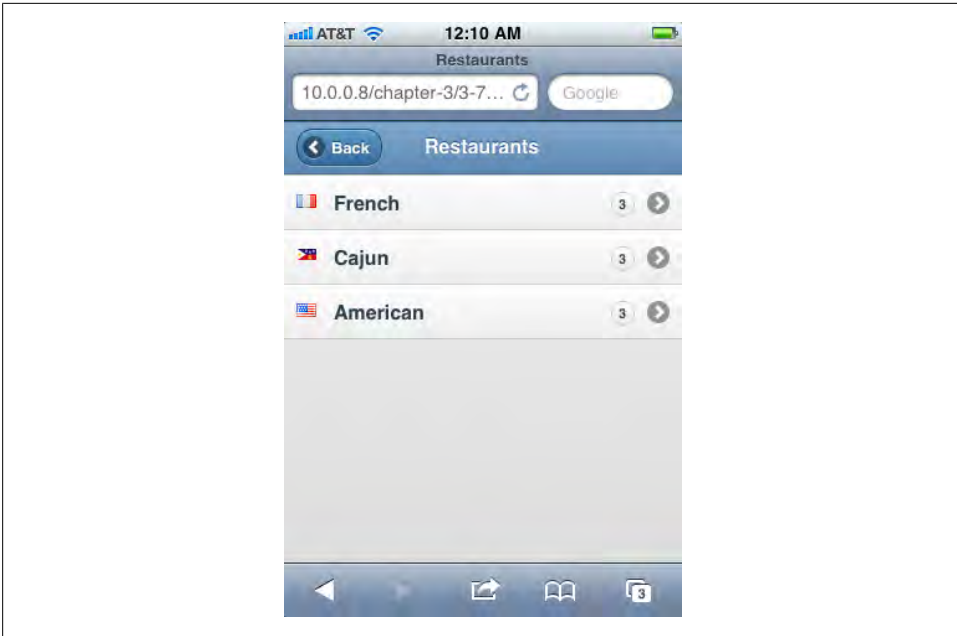 AT&T 12:10 AM
Restaurants
10.0.0.8/chapter-3/3-7... Google
Back Restaurants
French 3
Cajun 3
American 3
3